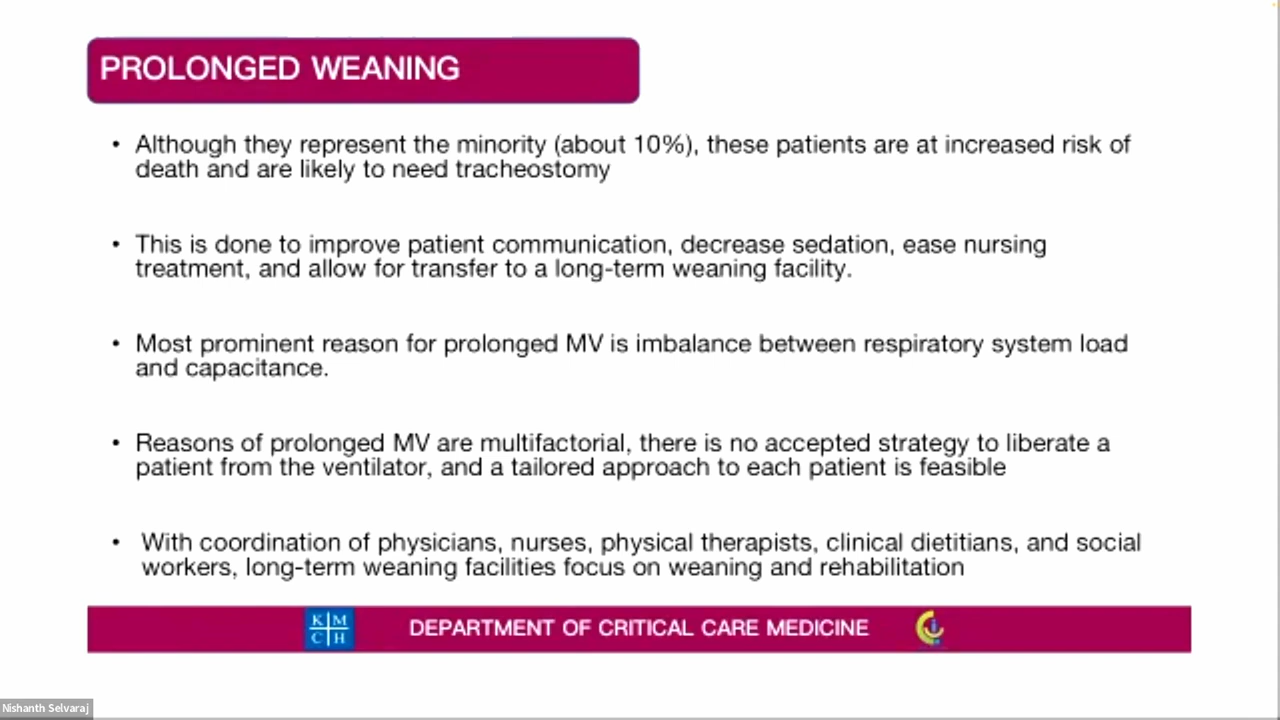 PROLONGED WEANING
• Although they represent the minority (about 10%), these patients are at increased risk of
death and are likely to need tracheostomy
• This is done to improve patient communication, decrease sedation, ease nursing
treatment, and allow for transfer to a long-term weaning facility.
• Most prominent reason for prolonged MV is imbalance between respiratory system load
and capacitance.
• Reasons of prolonged MV are multifactorial, there is no accepted strategy to liberate a
patient from the ventilator, and a tailored approach to each patient is feasible
• With coordination of physicians, nurses, physical therapists, clinical dietitians, and social
workers, long-term weaning facilities focus on weaning and rehabilitation
K M
C H
DEPARTMENT OF CRITICAL CARE MEDICINE
Nishanth Selvaraj